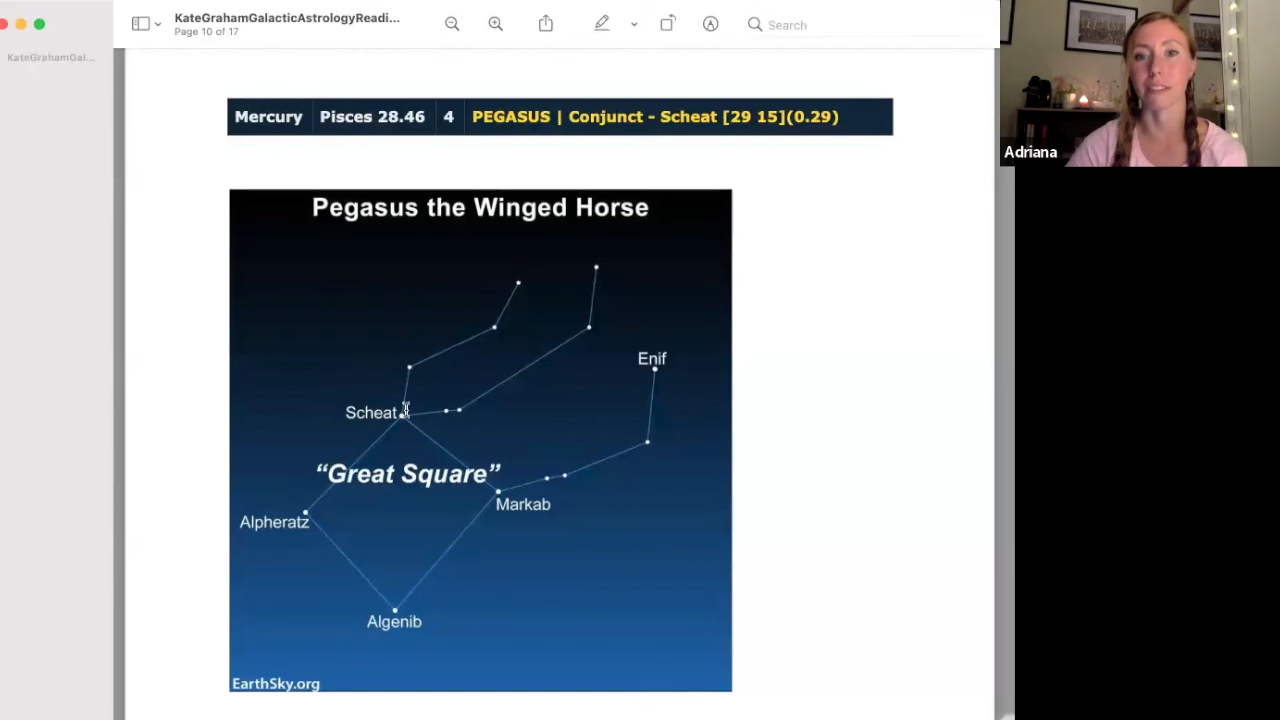 KateGrahamGalacticAstrologyReadi...
Page 10 of 17
Search
KateGrahamGal...
Mercury Pisces 28.46 4 PEGASUS | Conjunct - Scheat [29 15](0.29)
Adriana
Pegasus the Winged Horse
Enif
Scheat
“Great Square”
Markab
Alpheratz
Algenib
EarthSky.org